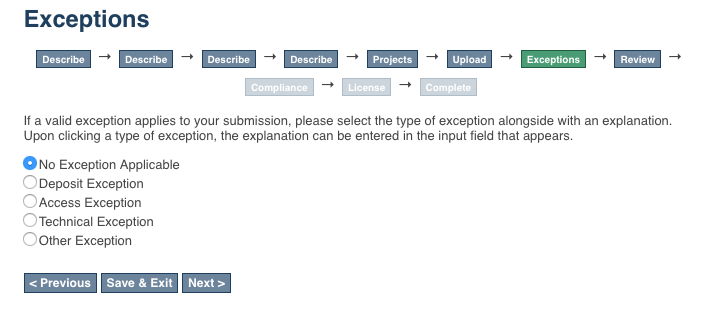 Exceptions
Describe → Describe → Describe → Describe → Projects → Upload → Exceptions → Review →
Compliance → License → Complete
If a valid exception applies to your submission, please select the type of exception alongside with an explanation.
Upon clicking a type of exception, the explanation can be entered in the input field that appears.
No Exception Applicable
Deposit Exception
Access Exception
Technical Exception
Other Exception
< Previous Save & Exit Next >